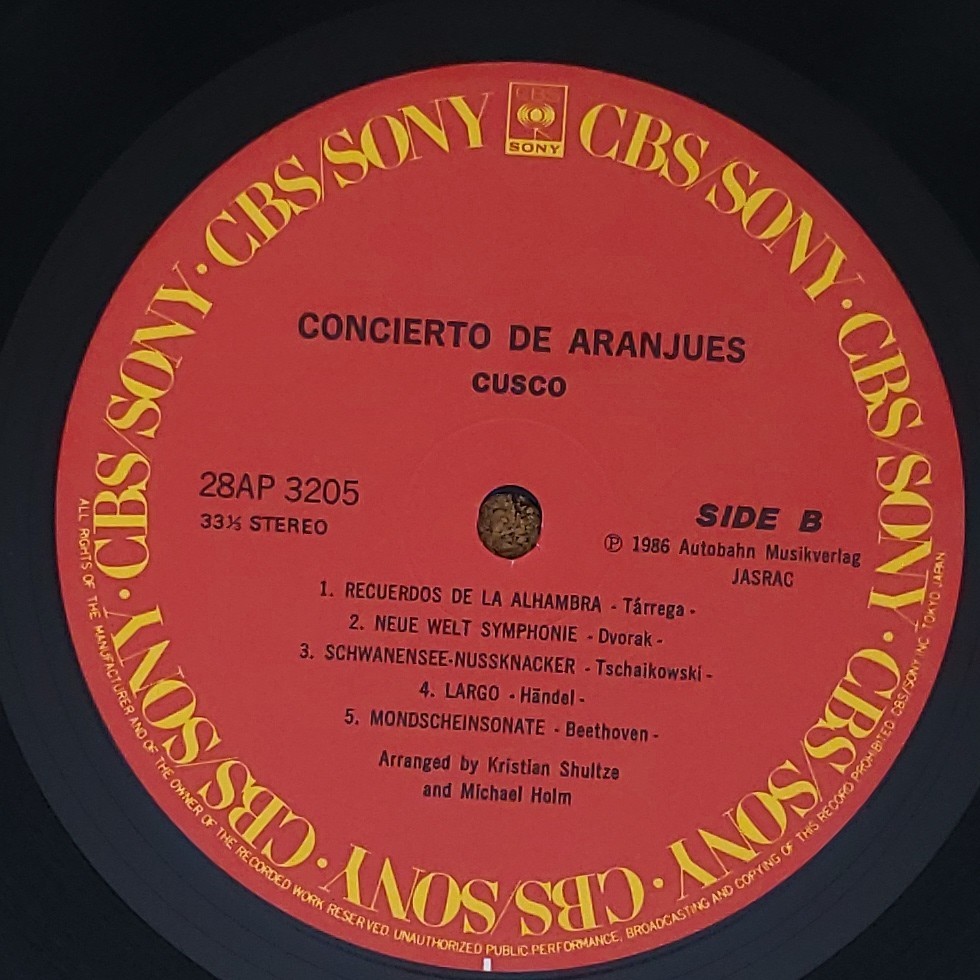 CBS
SONY
CBS/SONY · CBS/SONY · CBS/SONY · CBS/SONY · CBS/SONY · CBS/SONY · CBS/SONY · CBS/SONY · CBS/SONY
CONCIERTO DE ARANJUES
CUSCO
28AP 3205
33⅓ STEREO
SIDE B
℗ 1986 Autobahn Musikverlag
JASRAC
1. RECUERDOS DE LA ALHAMBRA - Tárrega -
2. NEUE WELT SYMPHONIE - Dvorak -
3. SCHWANENSEE-NUSSKNACKER - Tschaikowski -
4. LARGO - Händel -
5. MONDSCHEINSONATE - Beethoven -
Arranged by Kristian Shultze
and Michael Holm
ALL RIGHTS OF THE MANUFACTURER AND OF THE OWNER OF THE RECORDED WORK RESERVED. UNAUTHORIZED PUBLIC PERFORMANCE, BROADCASTING AND COPYING OF THIS RECORD PROHIBITED CBS/SONY INC. TOKYO JAPAN